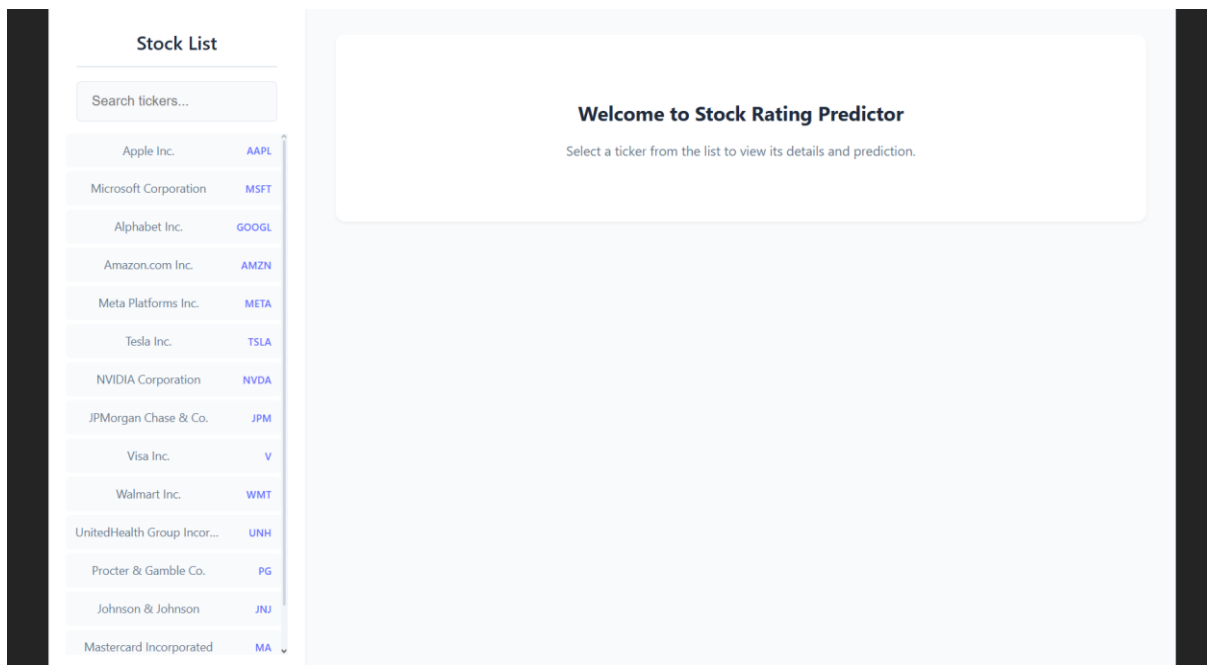 Stock List
Search tickers...
Apple Inc. AAPL
Microsoft Corporation MSFT
Alphabet Inc. GOOGL
Amazon.com Inc. AMZN
Meta Platforms Inc. META
Tesla Inc. TSLA
NVIDIA Corporation NVDA
JPMorgan Chase & Co. JPM
Visa Inc. V
Walmart Inc. WMT
UnitedHealth Group Incor... UNH
Procter & Gamble Co. PG
Johnson & Johnson JNJ
Mastercard Incorporated MA
Welcome to Stock Rating Predictor
Select a ticker from the list to view its details and prediction.